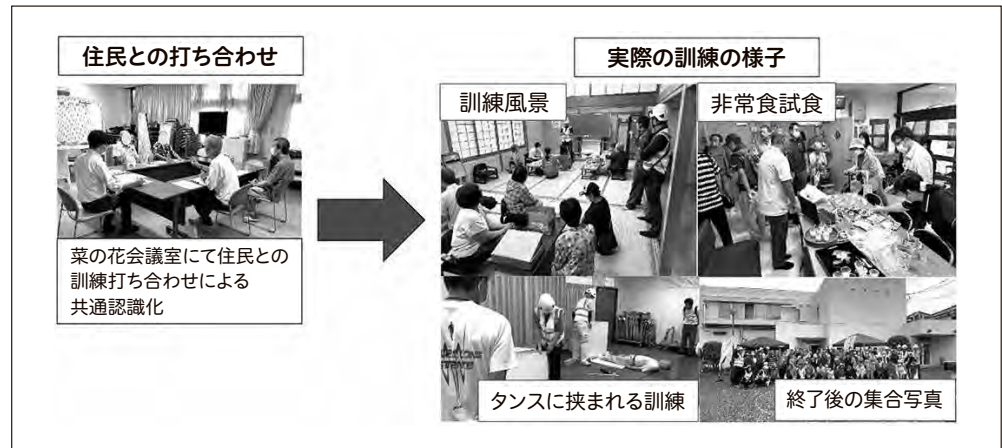 住民との打ち合わせ
菜の花会議室にて住民との
訓練打ち合わせによる
共通認識化
実際の訓練の様子
訓練風景
非常食試食
タンスに挟まれる訓練
終了後の集合写真